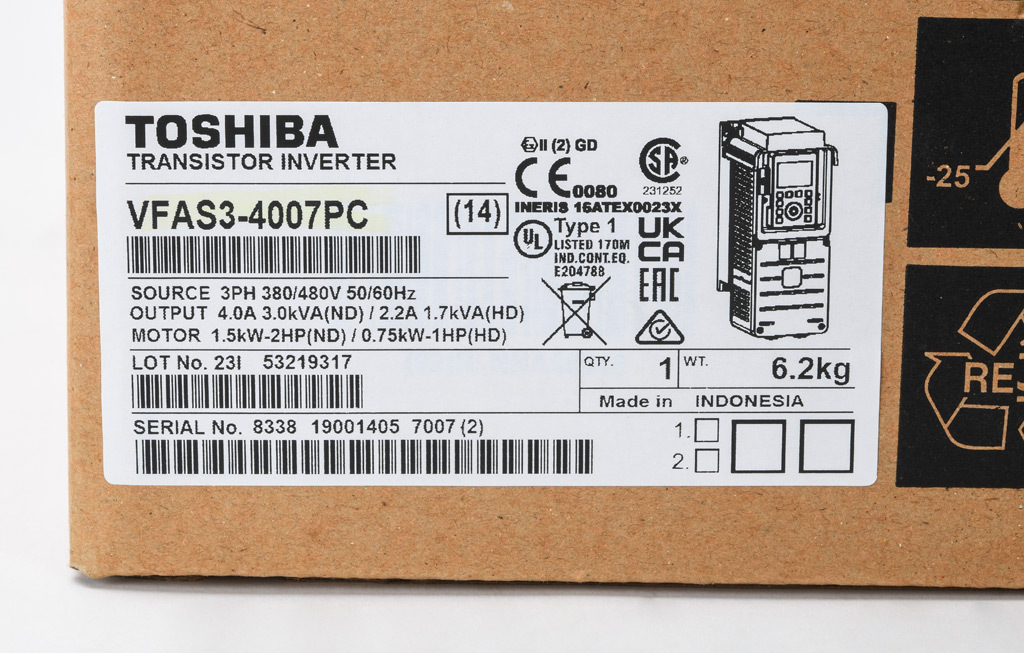 TOSHIBA
TRANSISTOR INVERTER
VFAS3-4007PC
(14)
II (2) GD
CE 0080
INERIS 16ATEX0023X
SA ®
231252
UL
Type 1
LISTED 170M
IND.CONT.EQ.
E204788
UK
CA
EAC
SOURCE 3PH 380/480V 50/60Hz
OUTPUT 4.0A 3.0kVA(ND) / 2.2A 1.7kVA(HD)
MOTOR 1.5kW-2HP(ND) / 0.75kW-1HP(HD)
LOT No. 23I 53219317
QTY. 1
WT. 6.2kg
Made in INDONESIA
SERIAL No. 8338 19001405 7007 (2)
1.
2.
-25